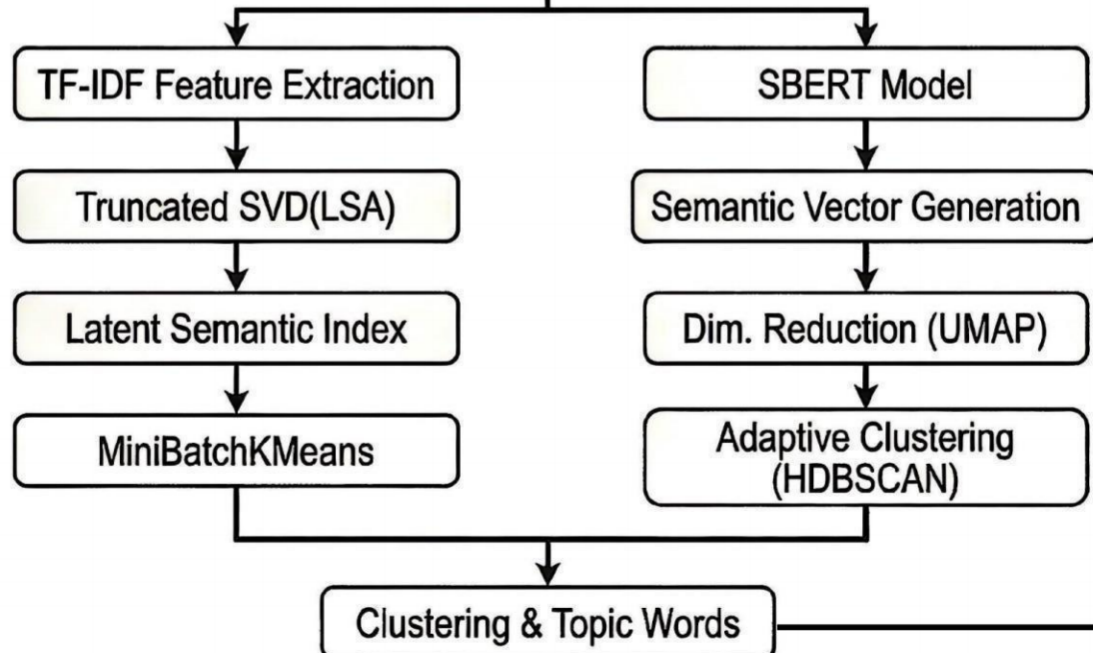 TF-IDF Feature Extraction
Truncated SVD(LSA)
Latent Semantic Index
MiniBatchKMeans
SBERT Model
Semantic Vector Generation
Dim. Reduction (UMAP)
Adaptive Clustering
(HDBSCAN)
Clustering & Topic Words